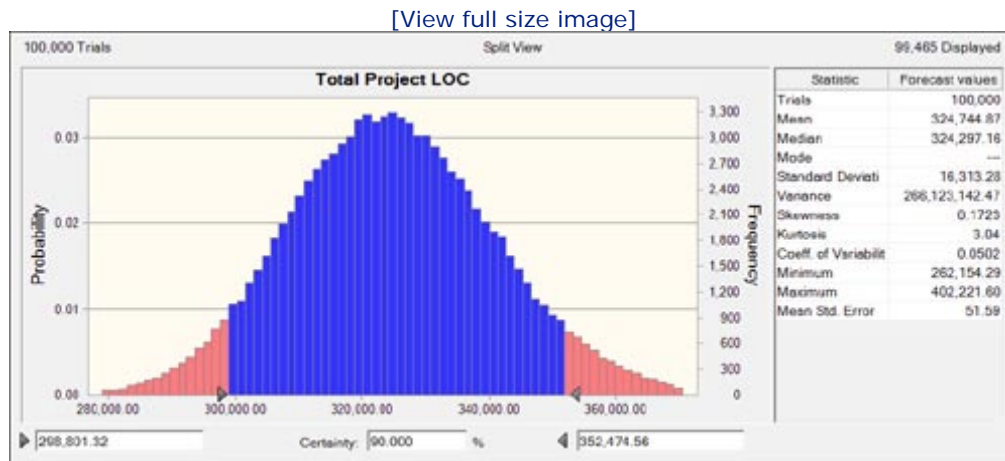 [View full size image]
100,000 Trials Split View 99,465 Displayed
Total Project LOC
Probability
0.03
0.02
0.01
0.00
3,300
3,000
2,700
2,400
2,100
1,800
1,500
1,200
900
600
300
0
Frequency
280,000.00 300,000.00 320,000.00 340,000.00 360,000.00
Statistic Forecast values
Trials 100,000
Mean 324,744.87
Median 324,297.16
Mode ---
Standard Deviati 16,313.28
Variance 266,123,142.47
Skewness 0.1723
Kurtosis 3.04
Coeff. of Variabilit 0.0502
Minimum 262,154.29
Maximum 402,221.60
Mean Std. Error 51.59
298,801.32 Certainty: 90.000 % 352,474.56